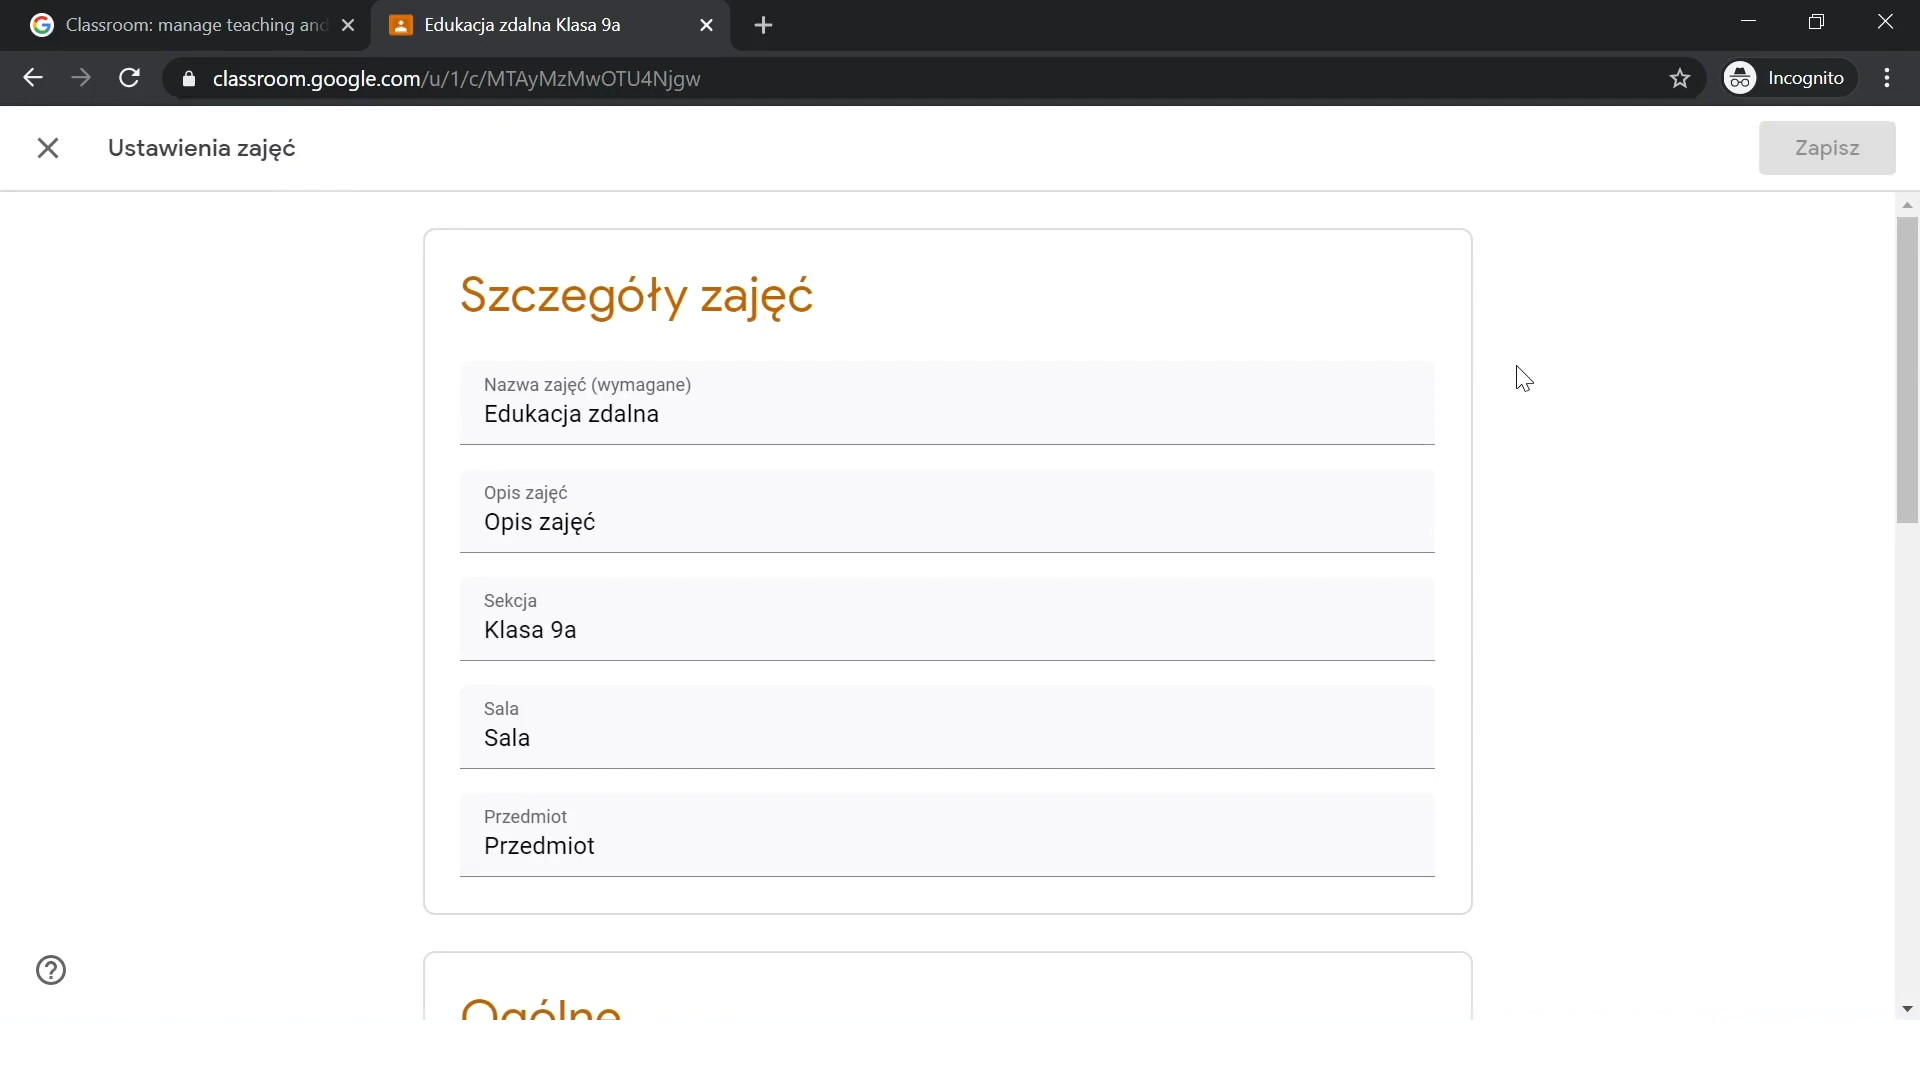 Classroom: manage teaching and
Edukacja zdalna Klasa 9a
classroom.google.com/u/1/c/MTAyMzMwOTU4Njgw
Incognito
Ustawienia zajęć
Zapisz
Szczegóły zajęć
Nazwa zajęć (wymagane)
Edukacja zdalna
Opis zajęć
Opis zajęć
Sekcja
Klasa 9a
Sala
Sala
Przedmiot
Przedmiot
Ogólne